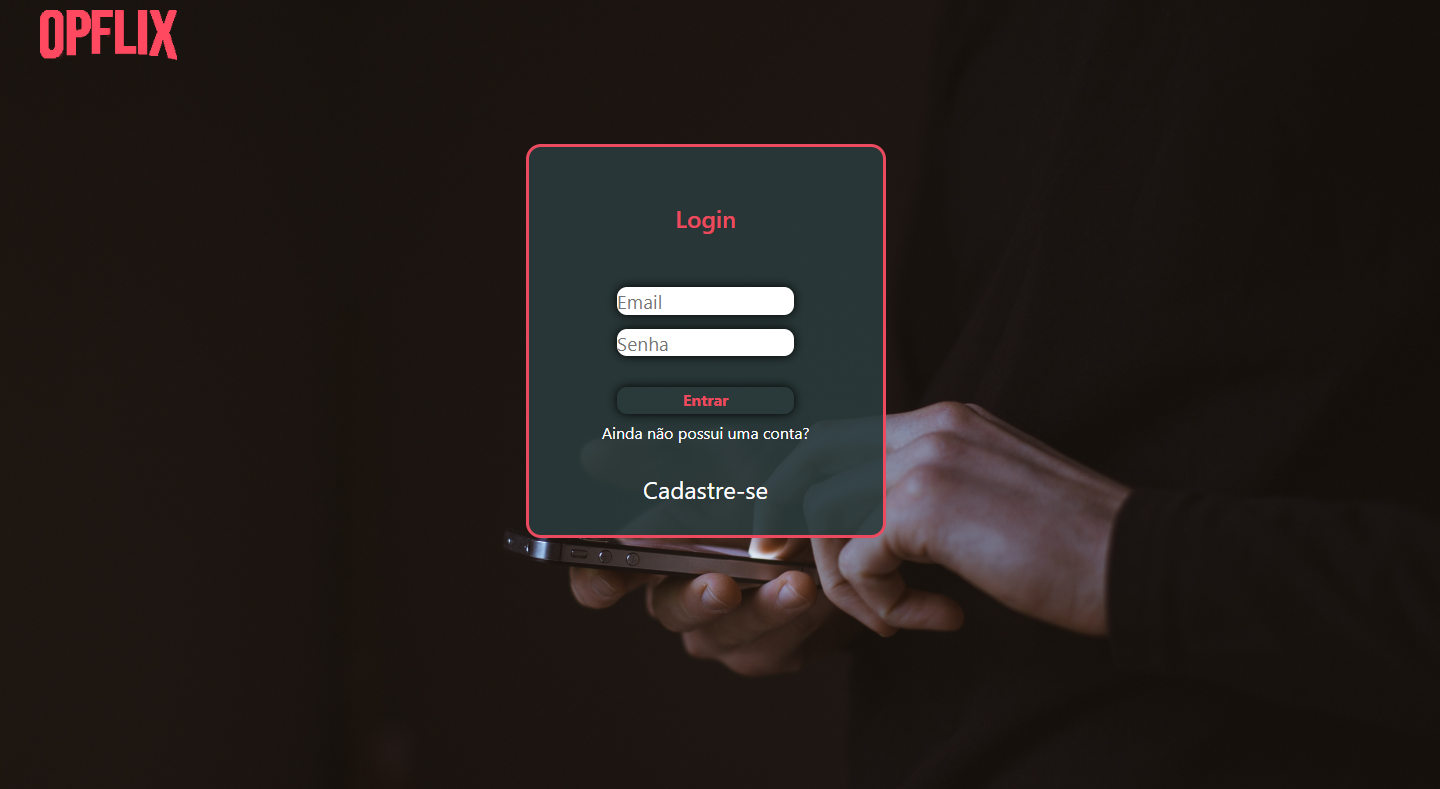 OPFLIX
Login
Email
Senha
Entrar
Ainda não possui uma conta?
Cadastre-se